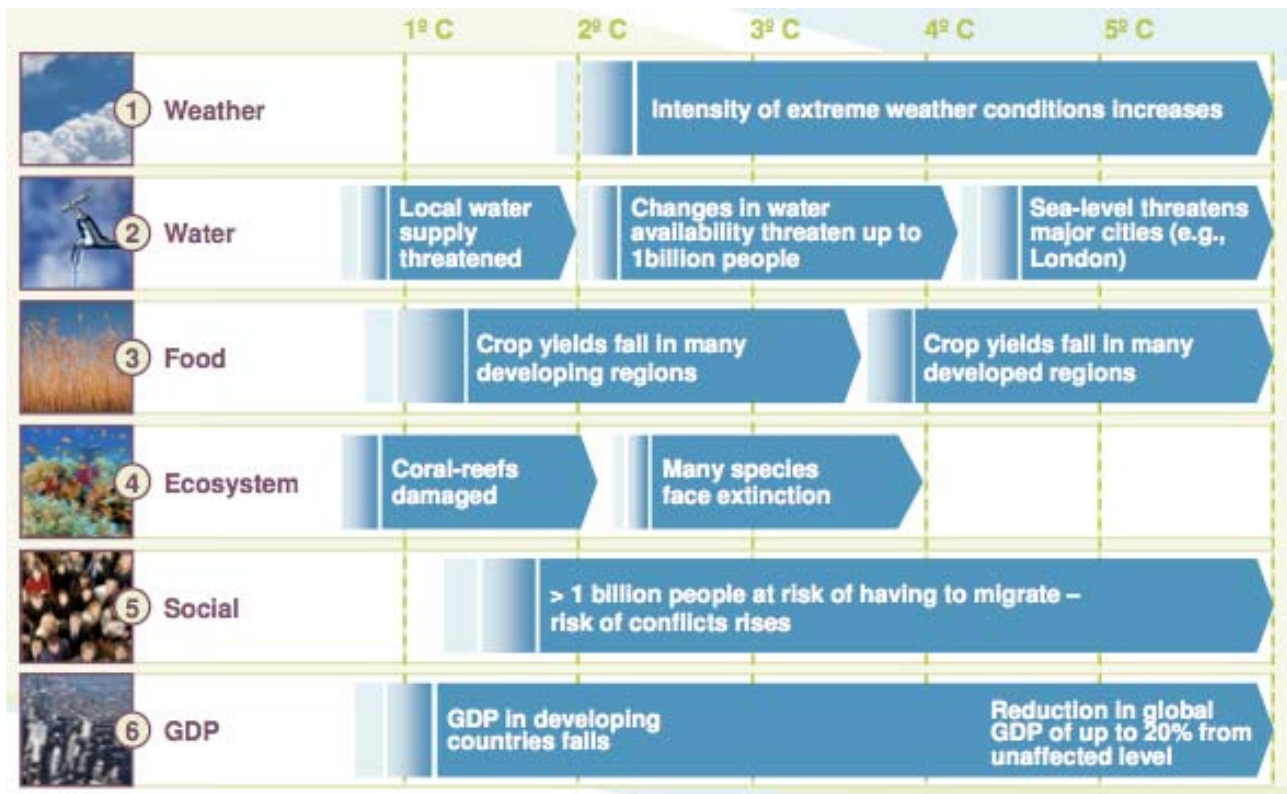 1º C 2º C 3º C 4º C 5º C
1 Weather
Intensity of extreme weather conditions increases
2 Water
Local water
supply
threatened
Changes in water
availability threaten up to
1billion people
Sea-level threatens
major cities (e.g.,
London)
3 Food
Crop yields fall in many
developing regions
Crop yields fall in many
developed regions
4 Ecosystem
Coral-reefs
damaged
Many species
face extinction
5 Social
> 1 billion people at risk of having to migrate –
risk of conflicts rises
6 GDP
GDP in developing
countries falls
Reduction in global
GDP of up to 20% from
unaffected level